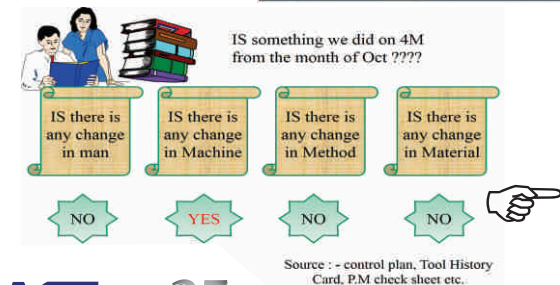 IS something we did on 4M
from the month of Oct ????
IS there is
any change
in man
IS there is
any change
in Machine
IS there is
any change
in Method
IS there is
any change
in Material
NO
YES
NO
NO
Source : - control plan, Tool History
Card, P.M check sheet etc.